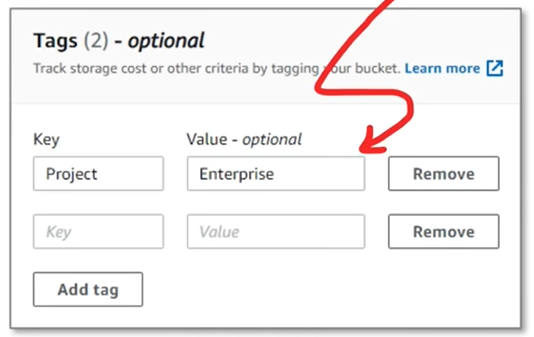 Tags (2) - optional
Track storage cost or other criteria by tagging your bucket. Learn more
Key Value - optional
Project Enterprise Remove
Key Value Remove
Add tag